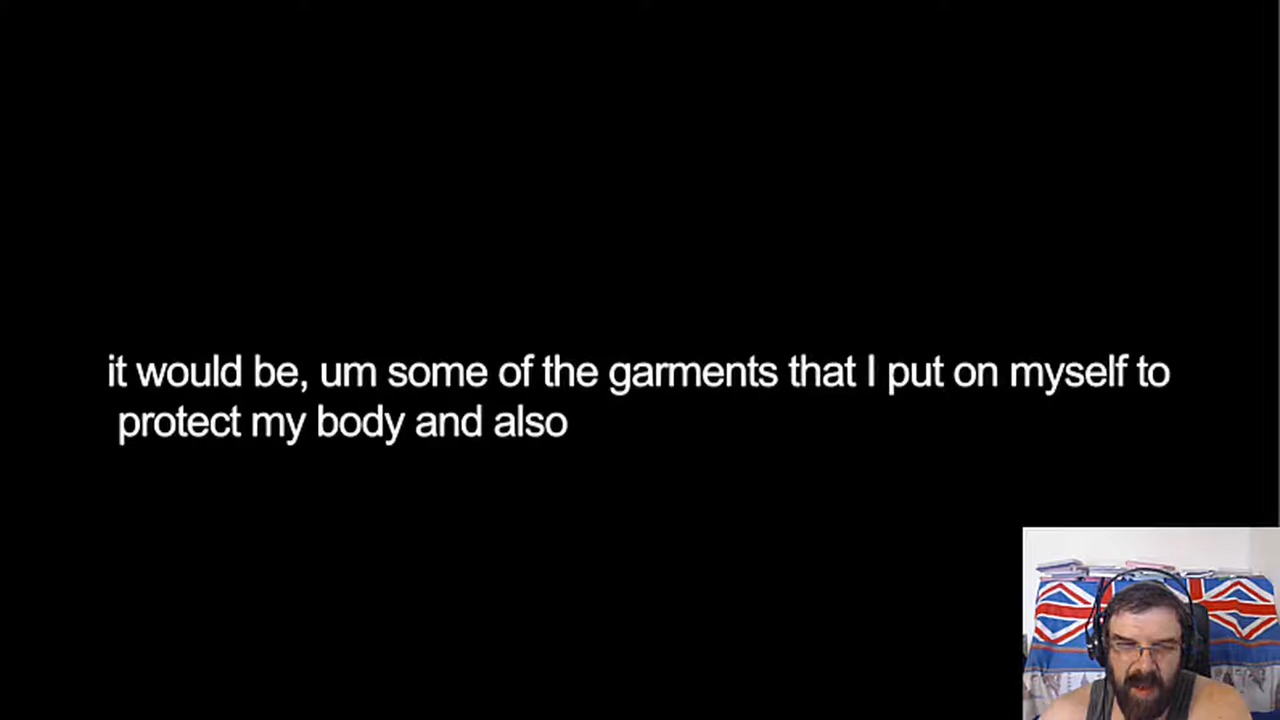 it would be, um some of the garments that I put on myself to
protect my body and also